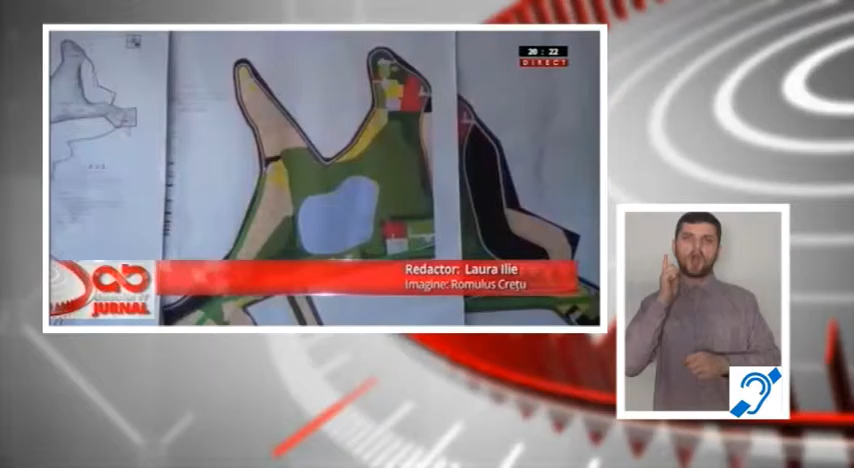 20 : 22
DIRECT
Redactor: Laura Ilie
Imagine: Romulus Crețu
JURNAL